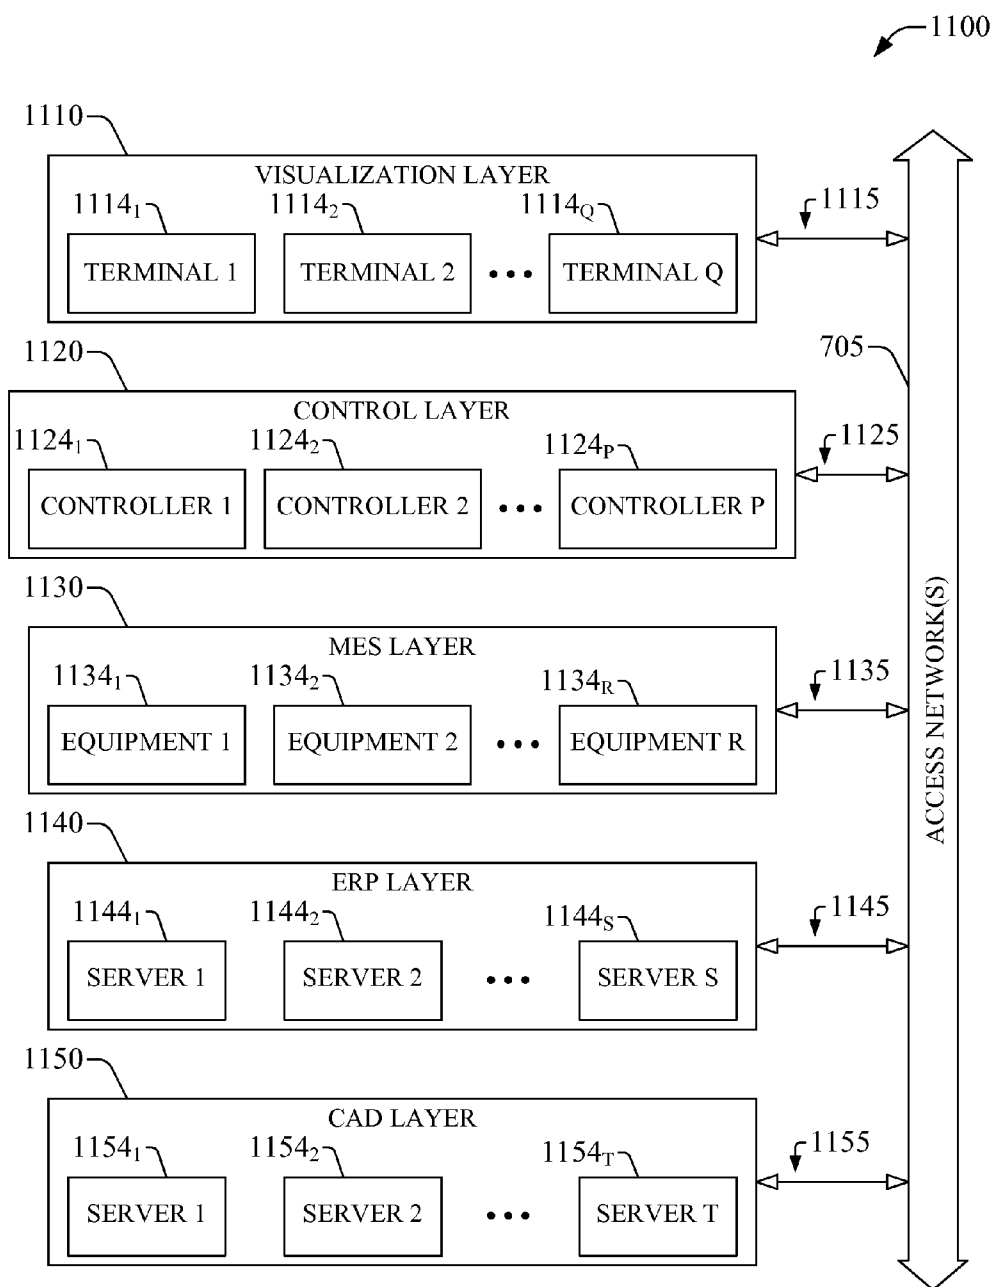 1100
1110
VISUALIZATION LAYER
1114₁ 1114₂ 1114Q
TERMINAL 1 TERMINAL 2 ••• TERMINAL Q
1115
705
1120
CONTROL LAYER
1124₁ 1124₂ 1124P
CONTROLLER 1 CONTROLLER 2 ••• CONTROLLER P
1125
1130
MES LAYER
1134₁ 1134₂ 1134R
EQUIPMENT 1 EQUIPMENT 2 ••• EQUIPMENT R
1135
ACCESS NETWORK(S)
1140
ERP LAYER
1144₁ 1144₂ 1144S
SERVER 1 SERVER 2 ••• SERVER S
1145
1150
CAD LAYER
1154₁ 1154₂ 1154T
SERVER 1 SERVER 2 ••• SERVER T
1155